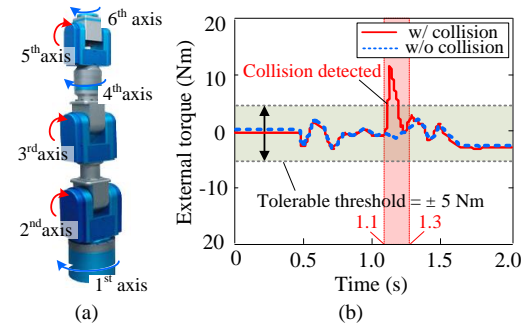 6th axis
5th axis
4th axis
3rd axis
2nd axis
1st axis
(a)
External torque (Nm)
20
10
0
-10
20
w/ collision
w/o collision
Collision detected
Tolerable threshold = ± 5 Nm
1.1
1.3
0
0.5
1.0
1.5
2.0
Time (s)
(b)